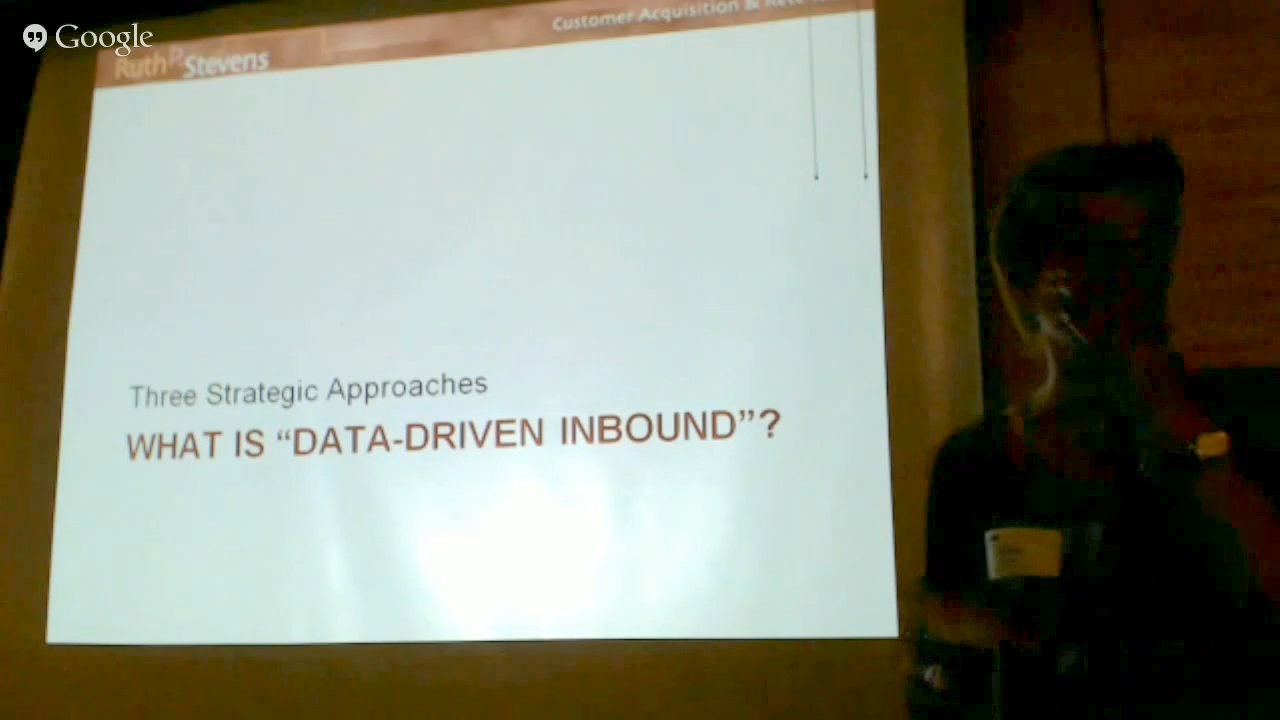 Google
Customer Acquisition &
Ruth P. Stevens
Three Strategic Approaches
WHAT IS “DATA-DRIVEN INBOUND”?